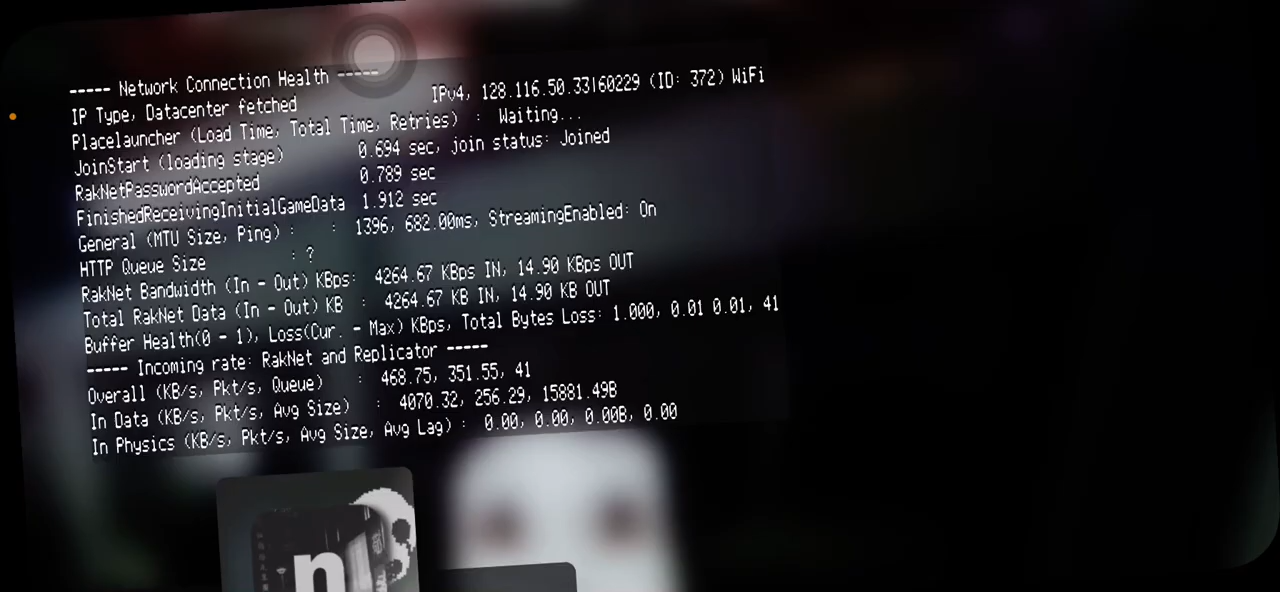 ----- Network Connection Health -----
IP Type, Datacenter fetched IPv4, 128.116.50.33|60229 (ID: 372) WiFi
Placelauncher (Load Time, Total Time, Retries) : Waiting...
JoinStart (loading stage) 0.694 sec, join status: Joined
RakNetPasswordAccepted 0.789 sec
FinishedReceivingInitialGameData 1.912 sec
General (MTU Size, Ping) : : 1396, 682.00ms, StreamingEnabled: On
HTTP Queue Size : ?
RakNet Bandwidth (In - Out) KBps: 4264.67 KBps IN, 14.90 KBps OUT
Total RakNet Data (In - Out) KB : 4264.67 KB IN, 14.90 KB OUT
Buffer Health(0 - 1), Loss(Cur. - Max) KBps, Total Bytes Loss: 1.000, 0.01 0.01, 41
----- Incoming rate: RakNet and Replicator -----
Overall (KB/s, Pkt/s, Queue) : 468.75, 351.55, 41
In Data (KB/s, Pkt/s, Avg Size) : 4070.32, 256.29, 15881.49B
In Physics (KB/s, Pkt/s, Avg Size, Avg Lag) : 0.00, 0.00, 0.00B, 0.00
n